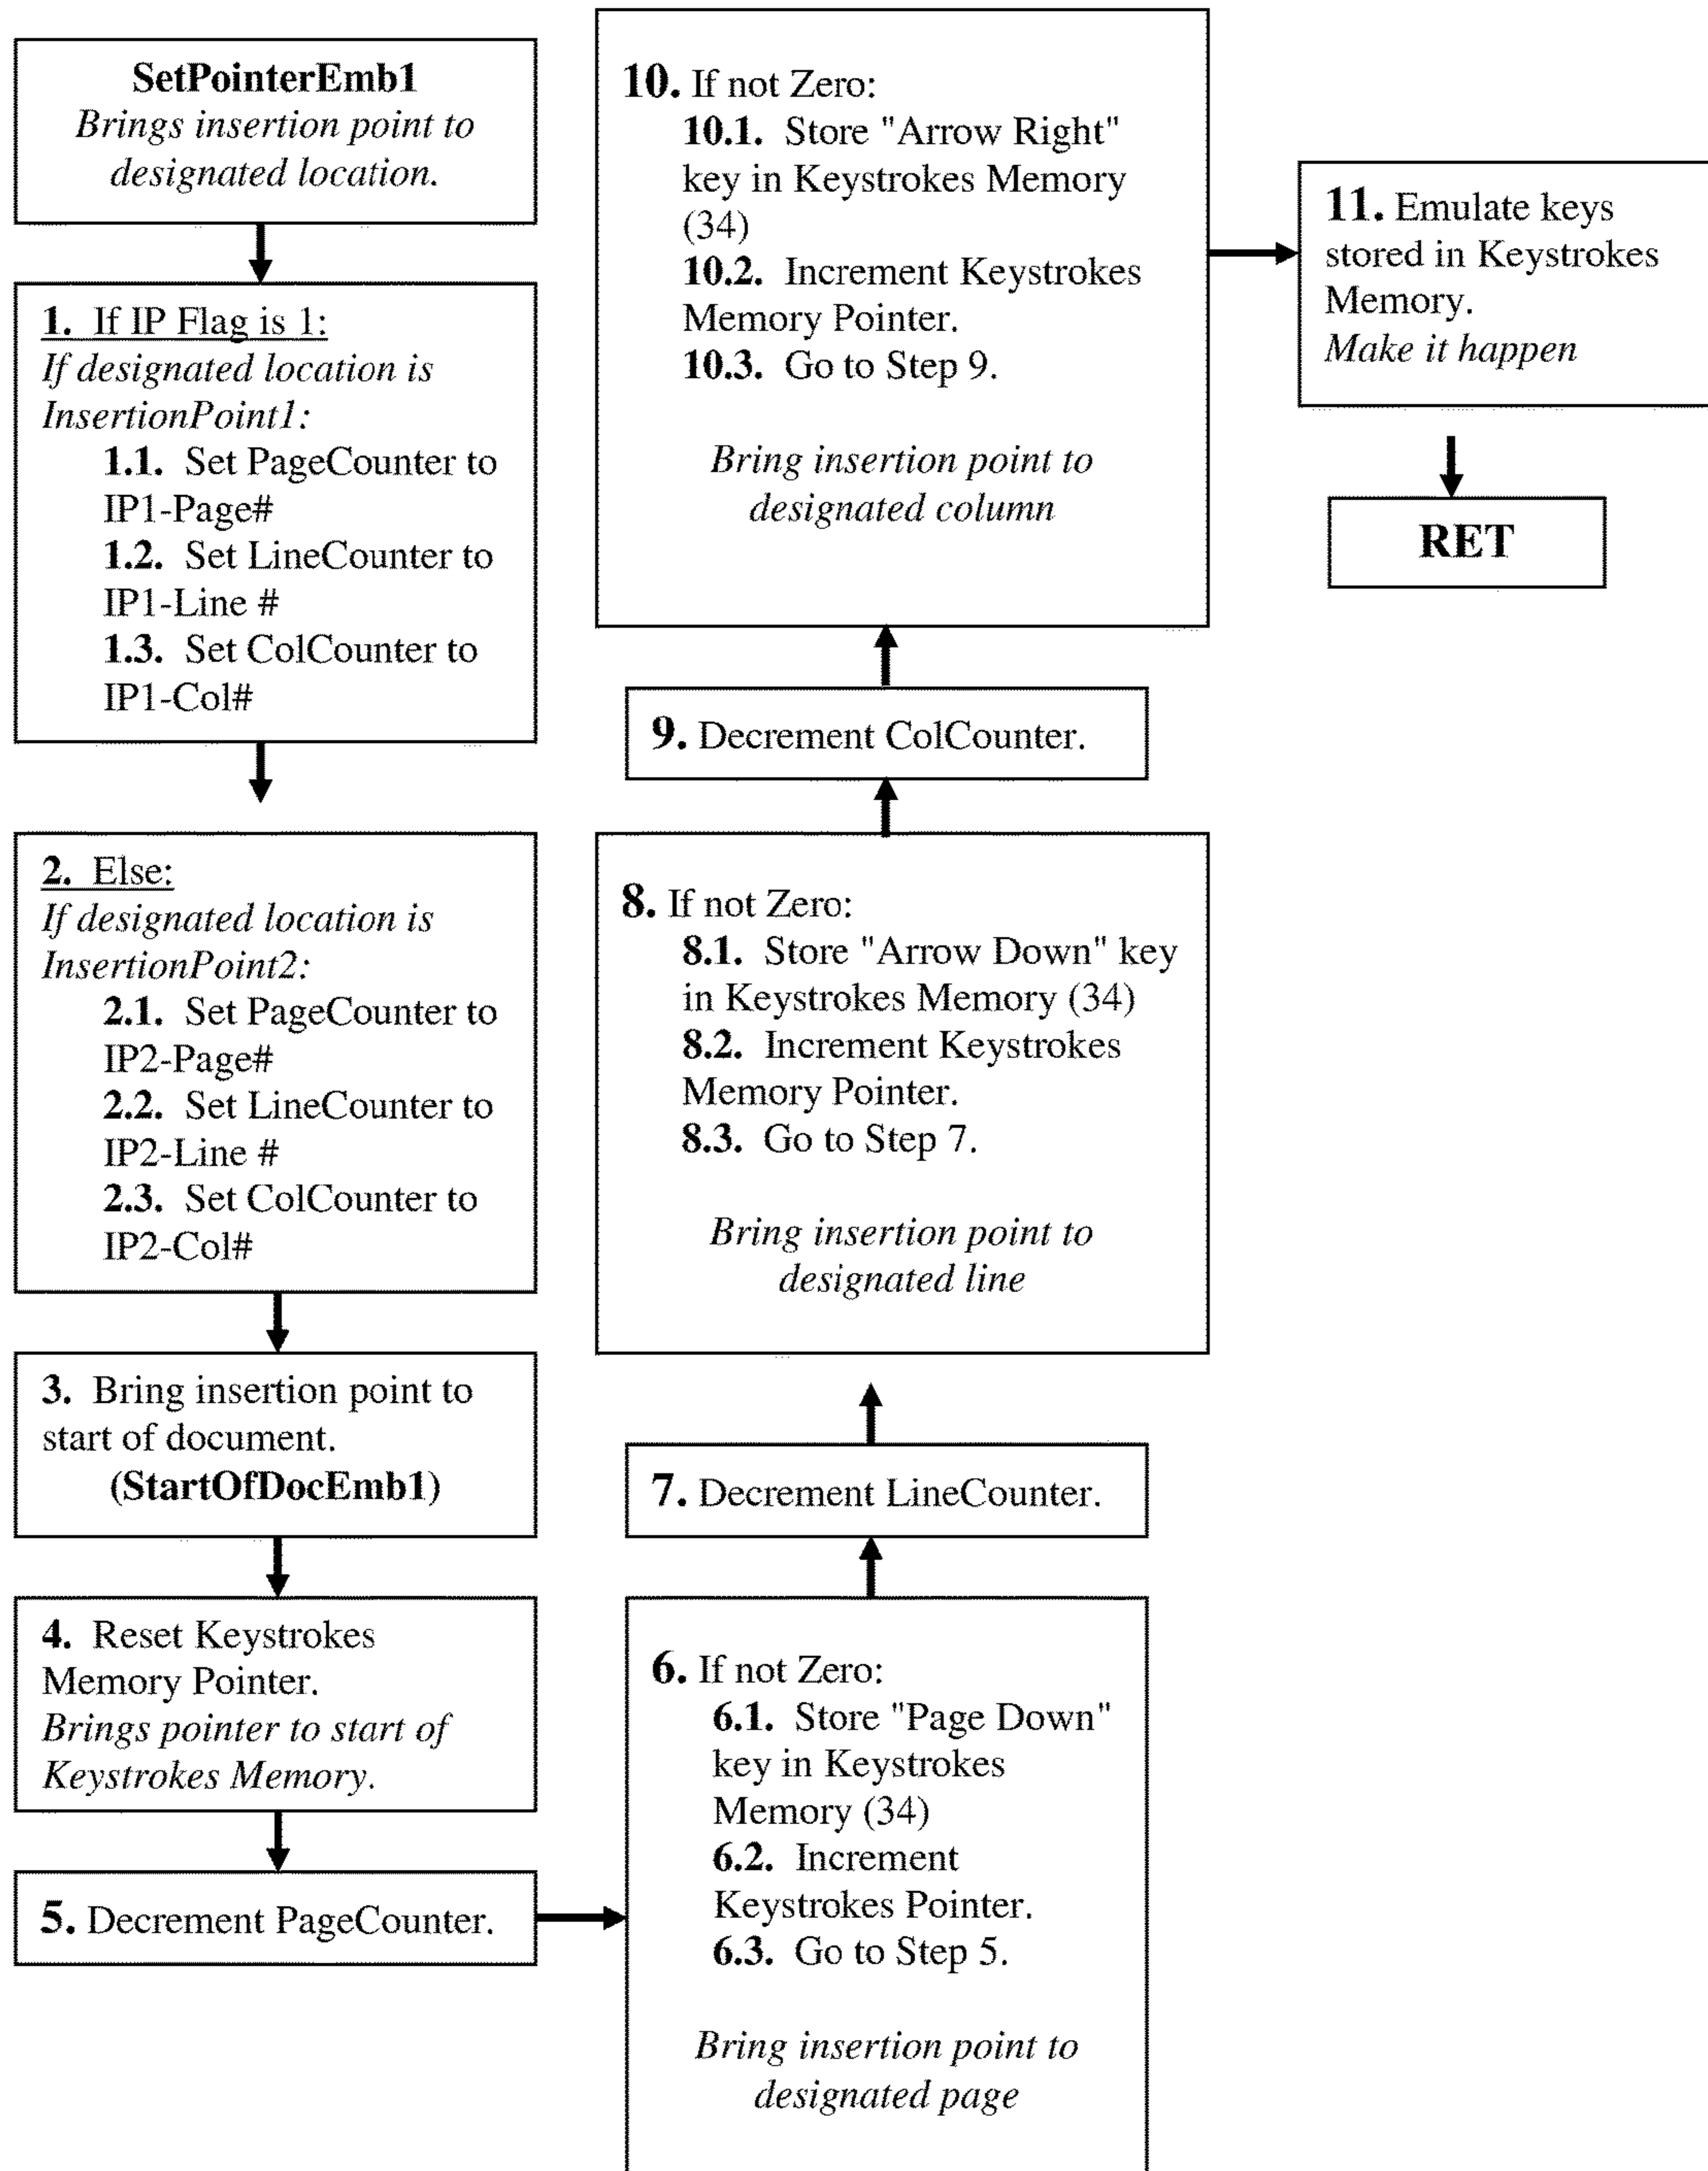 SetPointerEmb1
Brings insertion point to
designated location.
1. If IP Flag is 1:
If designated location is
InsertionPoint1:
1.1. Set PageCounter to
IP1-Page#
1.2. Set LineCounter to
IP1-Line #
1.3. Set ColCounter to
IP1-Col#
2. Else:
If designated location is
InsertionPoint2:
2.1. Set PageCounter to
IP2-Page#
2.2. Set LineCounter to
IP2-Line #
2.3. Set ColCounter to
IP2-Col#
3. Bring insertion point to
start of document.
(StartOfDocEmb1)
4. Reset Keystrokes
Memory Pointer.
Brings pointer to start of
Keystrokes Memory.
5. Decrement PageCounter.
6. If not Zero:
6.1. Store "Page Down"
key in Keystrokes
Memory (34)
6.2. Increment
Keystrokes Pointer.
6.3. Go to Step 5.
Bring insertion point to
designated page
7. Decrement LineCounter.
8. If not Zero:
8.1. Store "Arrow Down" key
in Keystrokes Memory (34)
8.2. Increment Keystrokes
Memory Pointer.
8.3. Go to Step 7.
Bring insertion point to
designated line
9. Decrement ColCounter.
10. If not Zero:
10.1. Store "Arrow Right"
key in Keystrokes Memory
(34)
10.2. Increment Keystrokes
Memory Pointer.
10.3. Go to Step 9.
Bring insertion point to
designated column
11. Emulate keys
stored in Keystrokes
Memory.
Make it happen
RET